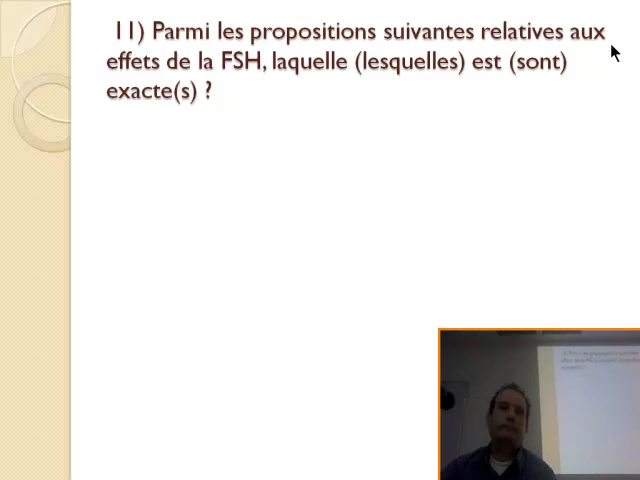 11) Parmi les propositions suivantes relatives aux
effets de la FSH, laquelle (lesquelles) est (sont)
exacte(s) ?